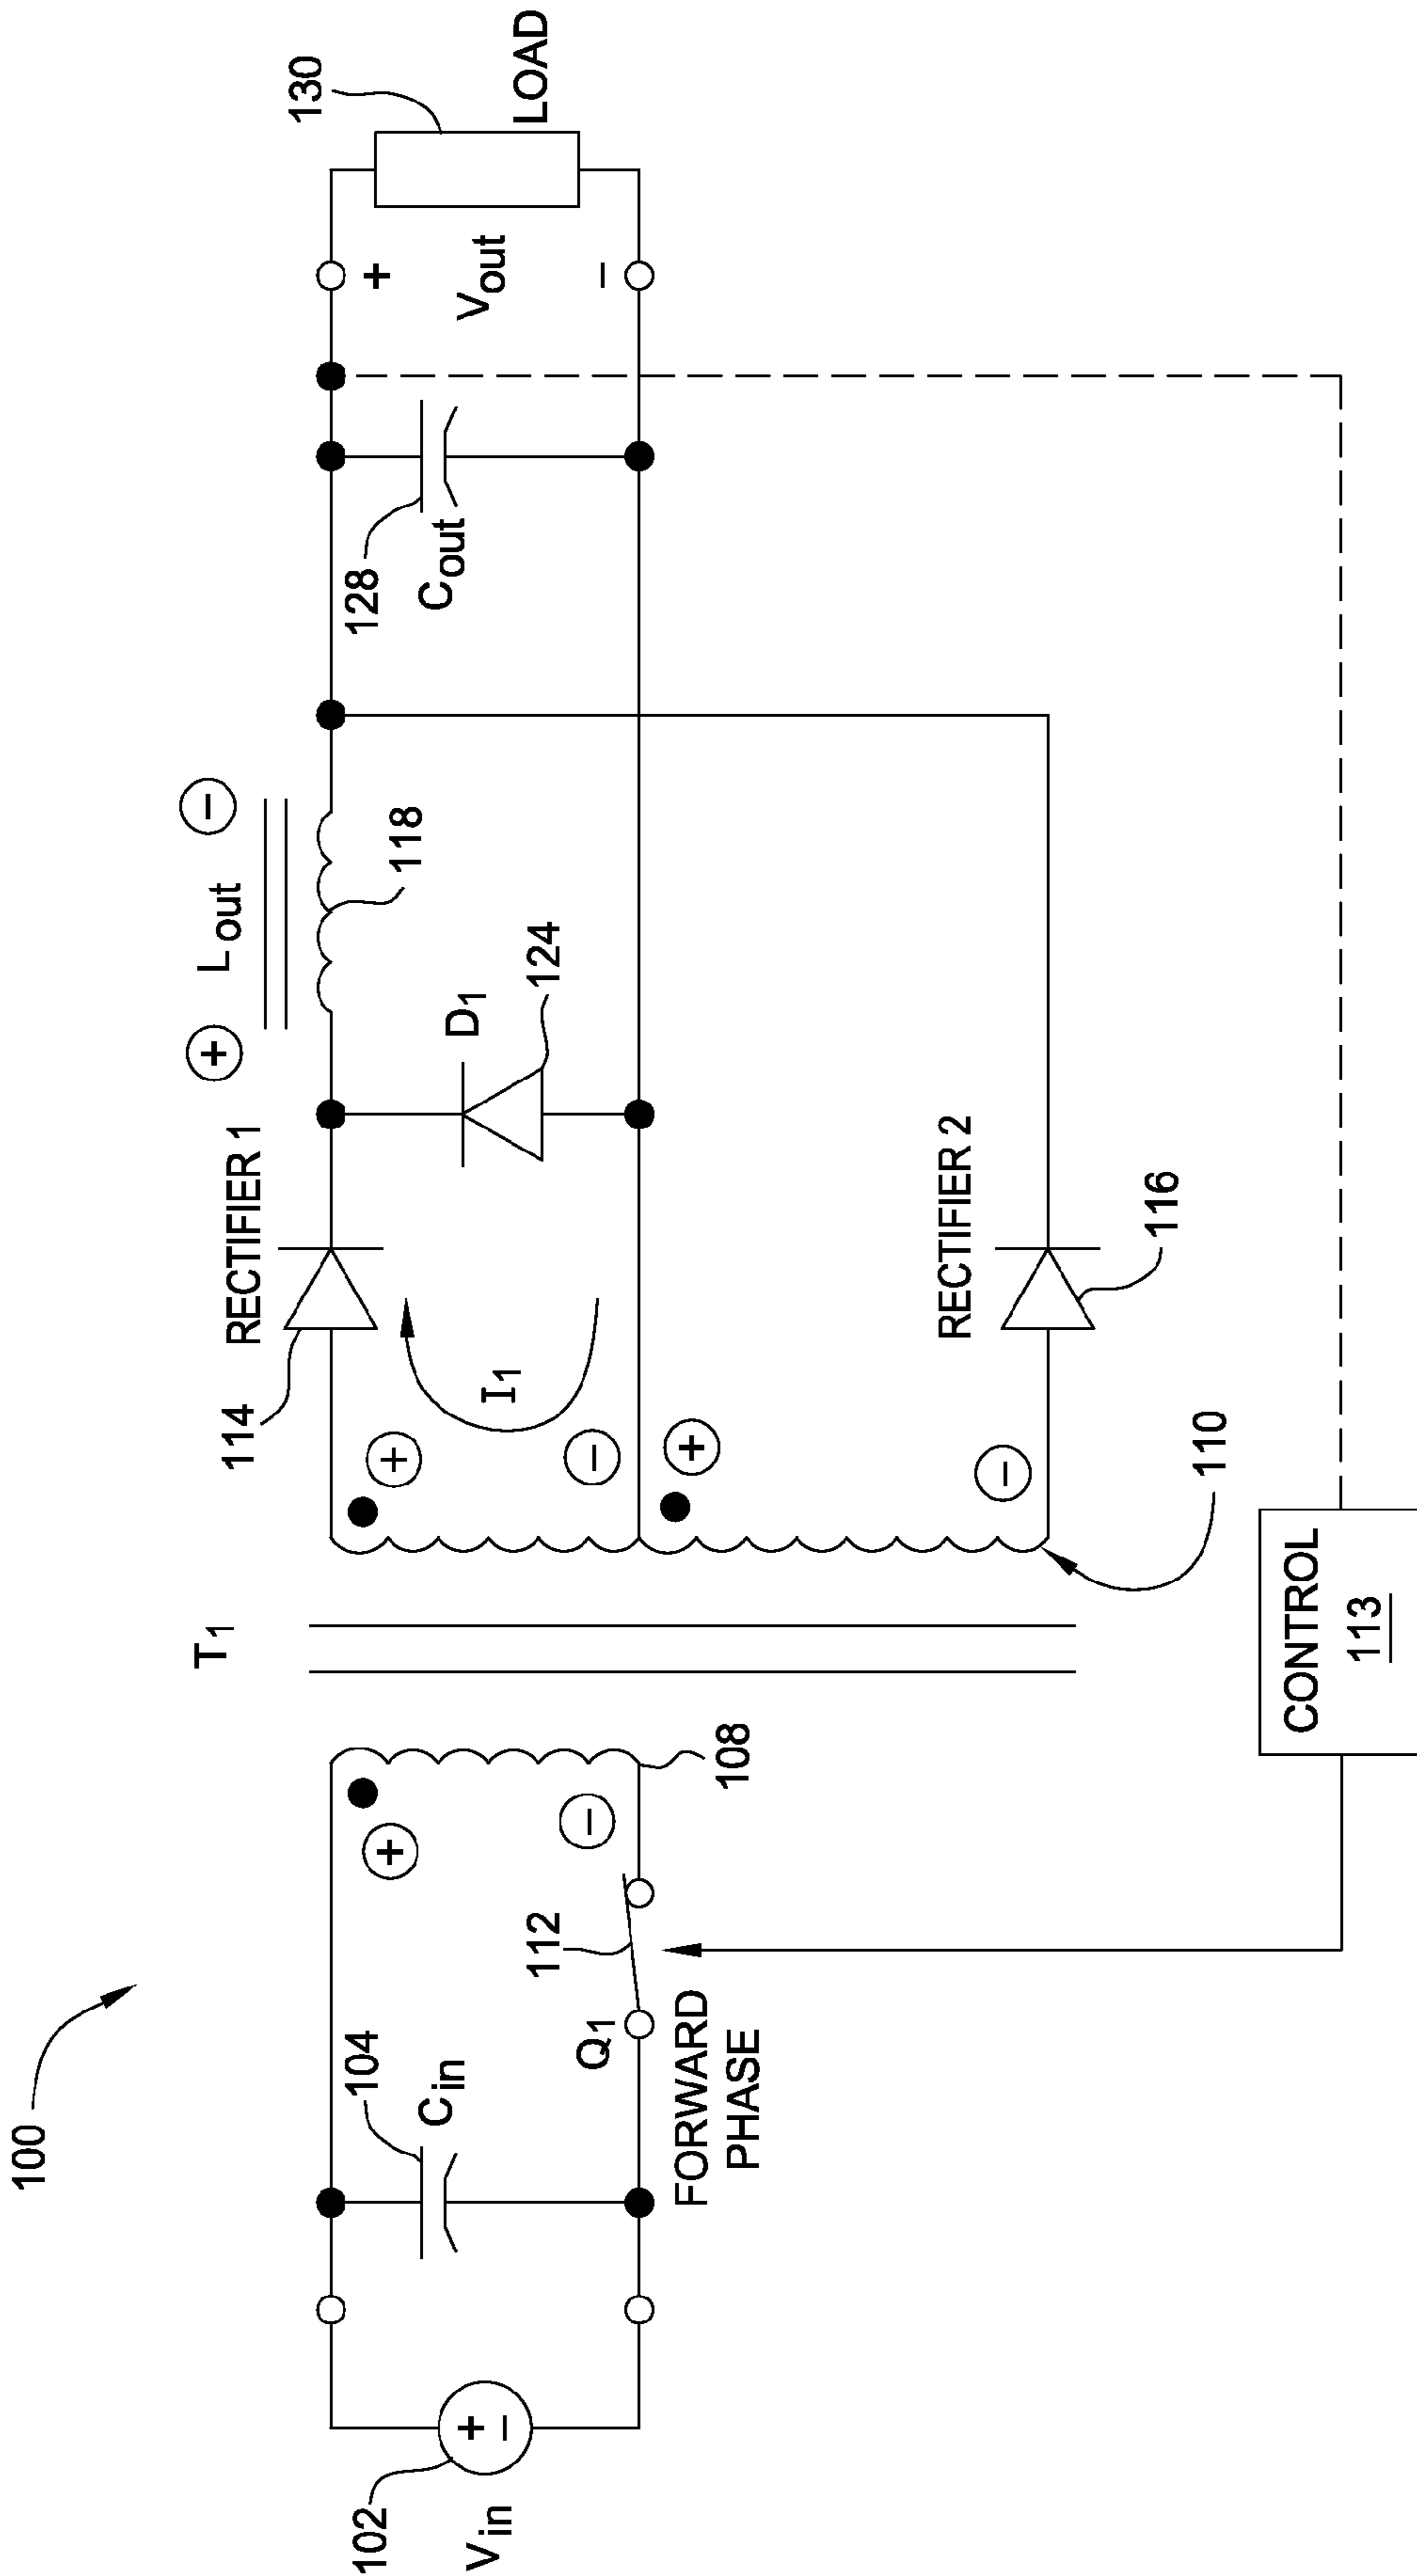 100
T1
Lout
+
−
RECTIFIER 1
114
118
130
LOAD
+
Vout
−
128
Cout
D1
124
I1
+
−
+
−
RECTIFIER 2
116
110
108
+
−
112
Q1
FORWARD
PHASE
104
Cin
102
+
−
Vin
CONTROL
113